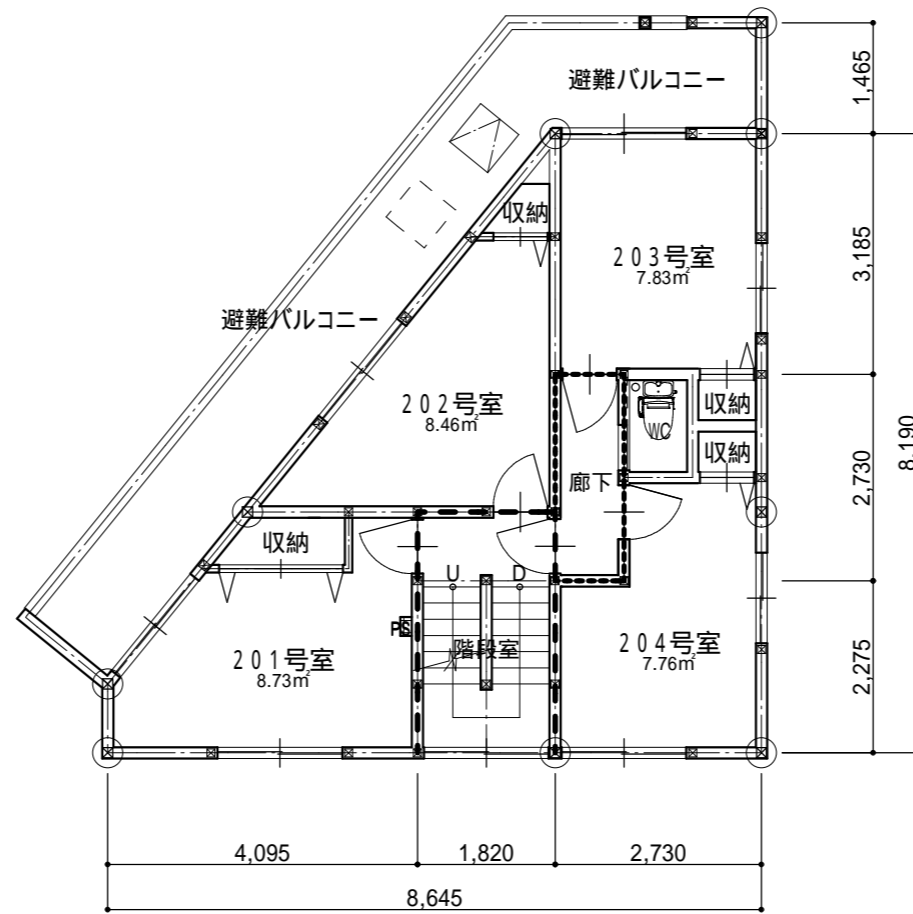 1,465
避難バルコニー
収納
203号室
7.83㎡
3,185
避難バルコニー
202号室
8.46㎡
収納
WC
8,190
収納
廊下
2,730
収納
U
D
PS
階段室
201号室
8.73㎡
204号室
7.76㎡
2,275
4,095
1,820
2,730
8,645